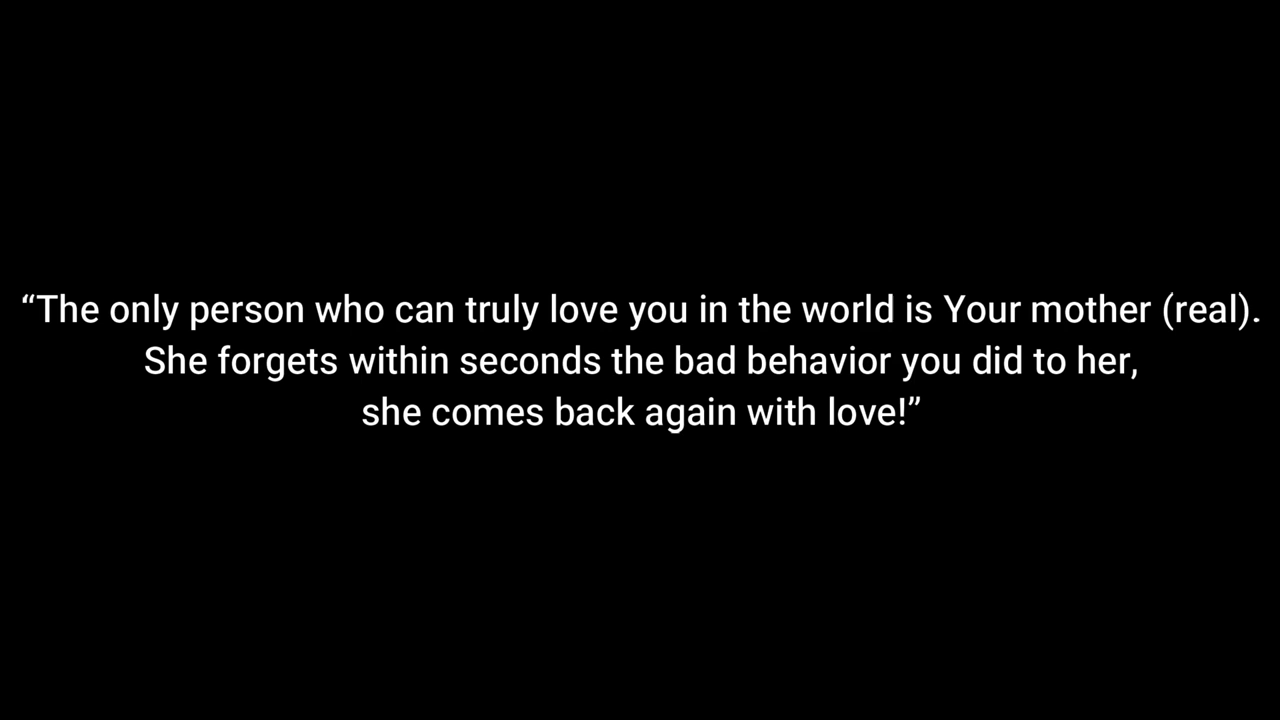 “The only person who can truly love you in the world is Your mother (real).
She forgets within seconds the bad behavior you did to her,
she comes back again with love!”